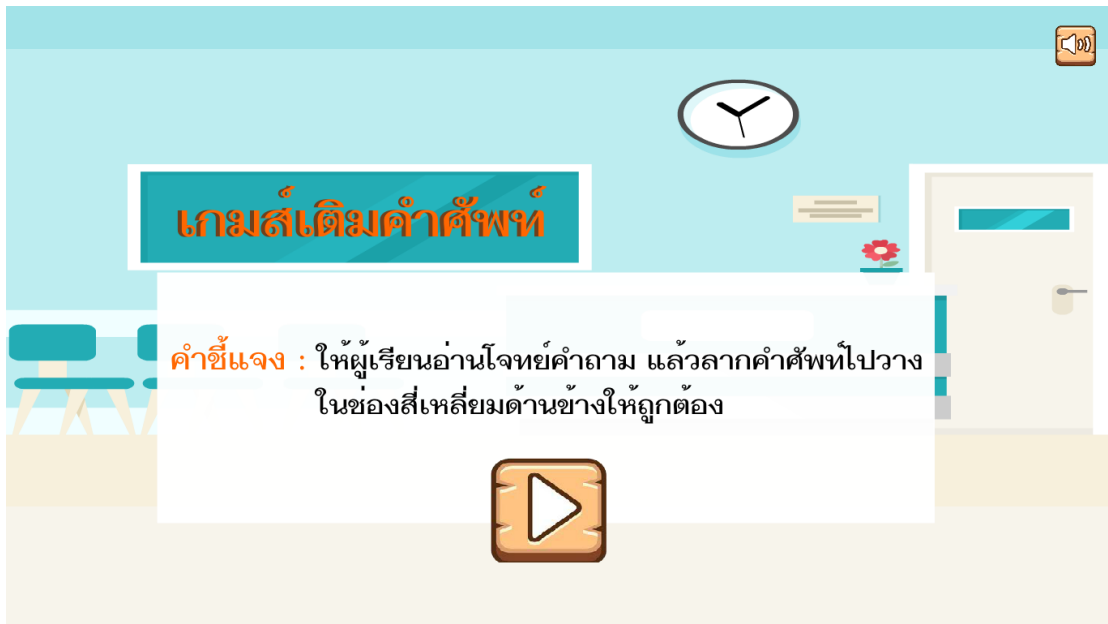 เกมส์เติมคำศัพท์
คำชี้แจง : ให้ผู้เรียนอ่านโจทย์คำถาม แล้วลากคำศัพท์ไปวาง
ในช่องสี่เหลี่ยมด้านข้างให้ถูกต้อง